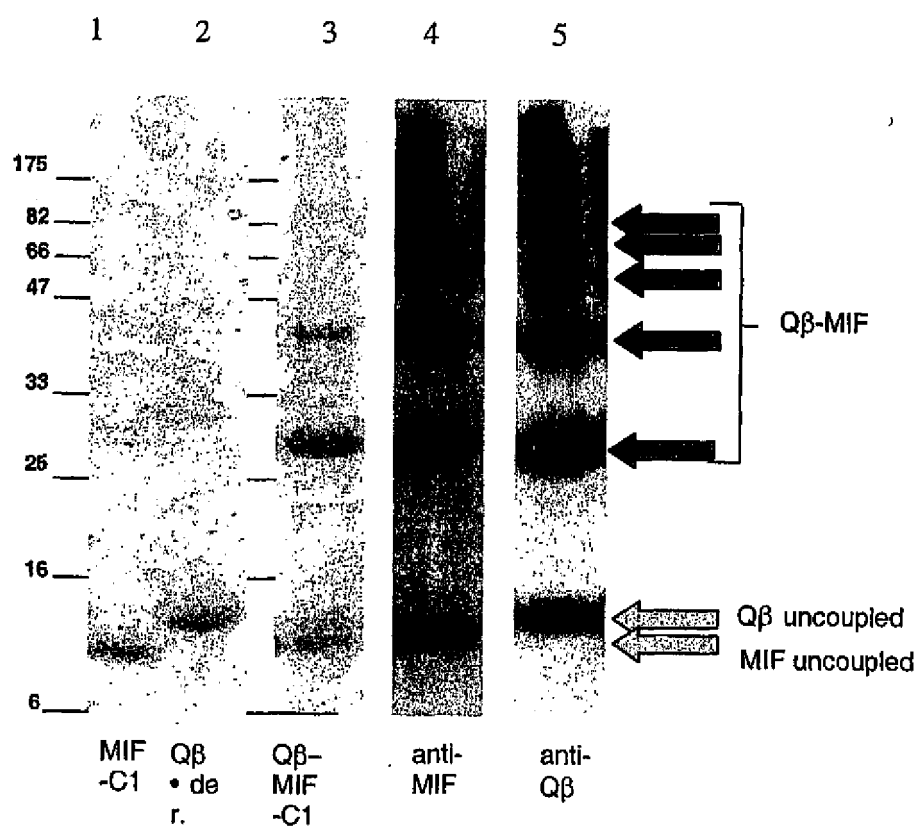 1 2 3 4 5
175
82
66
47
33
25
16
6
Qβ-MIF
Qβ uncoupled
MIF uncoupled
MIF
-C1
Qβ
• de
r.
Qβ–
MIF
-C1
anti-
MIF
anti-
Qβ